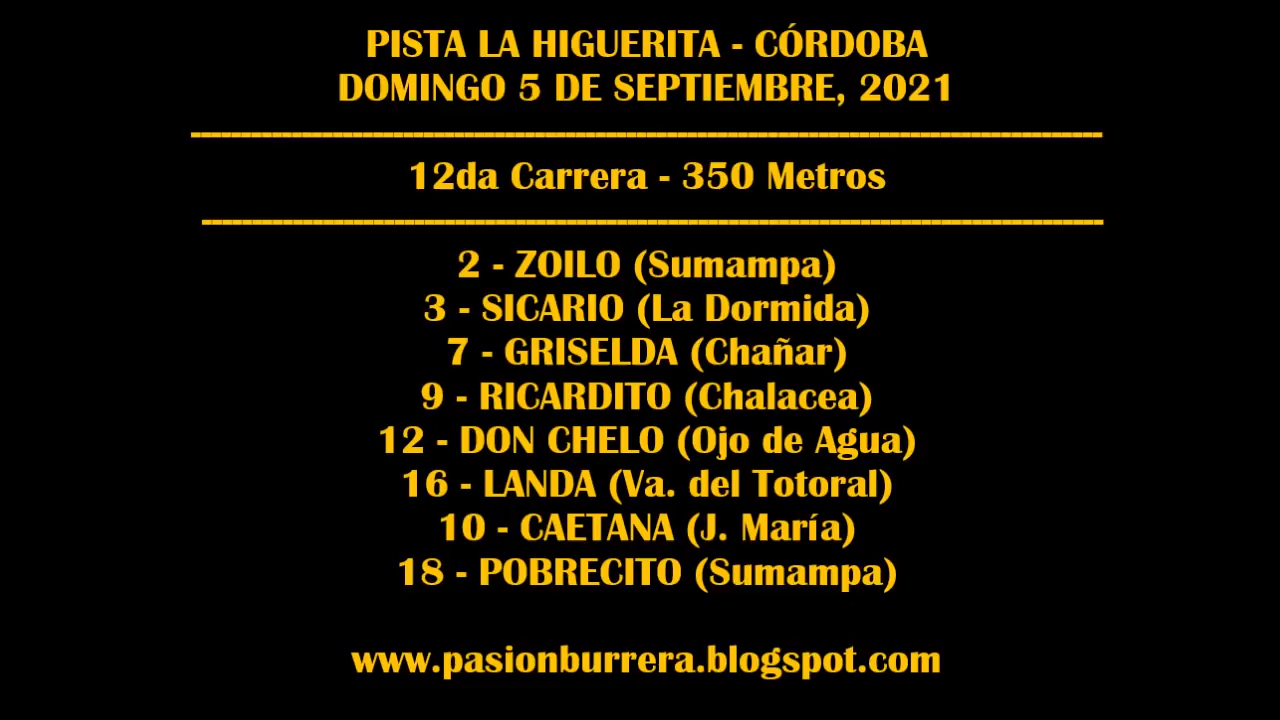 PISTA LA HIGUERITA - CÓRDOBA
DOMINGO 5 DE SEPTIEMBRE, 2021
12da Carrera - 350 Metros
2 - ZOILO (Sumampa)
3 - SICARIO (La Dormida)
7 - GRISELDA (Chañar)
9 - RICARDITO (Chalacea)
12 - DON CHELO (Ojo de Agua)
16 - LANDA (Va. del Totoral)
10 - CAETANA (J. María)
18 - POBRECITO (Sumampa)
www.pasionburrera.blogspot.com